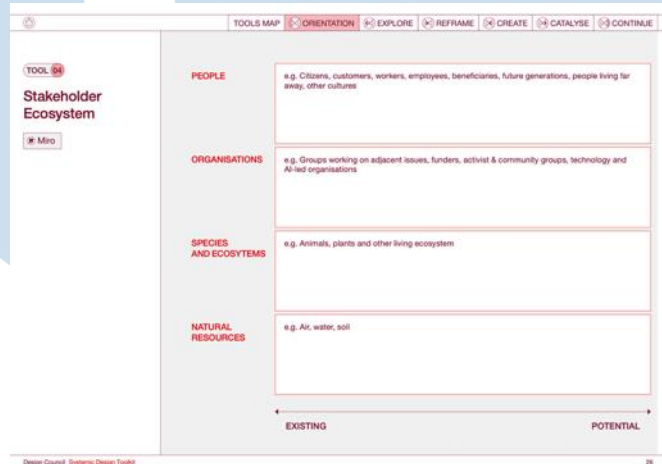 TOOLS MAP ORIENTATION EXPLORE REFRAME CREATE CATALYSE CONTINUE
TOOL 04
Stakeholder
Ecosystem
Miro
PEOPLE
e.g. Citizens, customers, workers, employees, beneficiaries, future generations, people living far
away, other cultures
ORGANISATIONS
e.g. Groups working on adjacent issues, funders, activist & community groups, technology and
AI-led organisations
SPECIES
AND ECOSYTEMS
e.g. Animals, plants and other living ecosystem
NATURAL
RESOURCES
e.g. Air, water, soil
EXISTING POTENTIAL
Design Council Systemic Design Toolkit 26